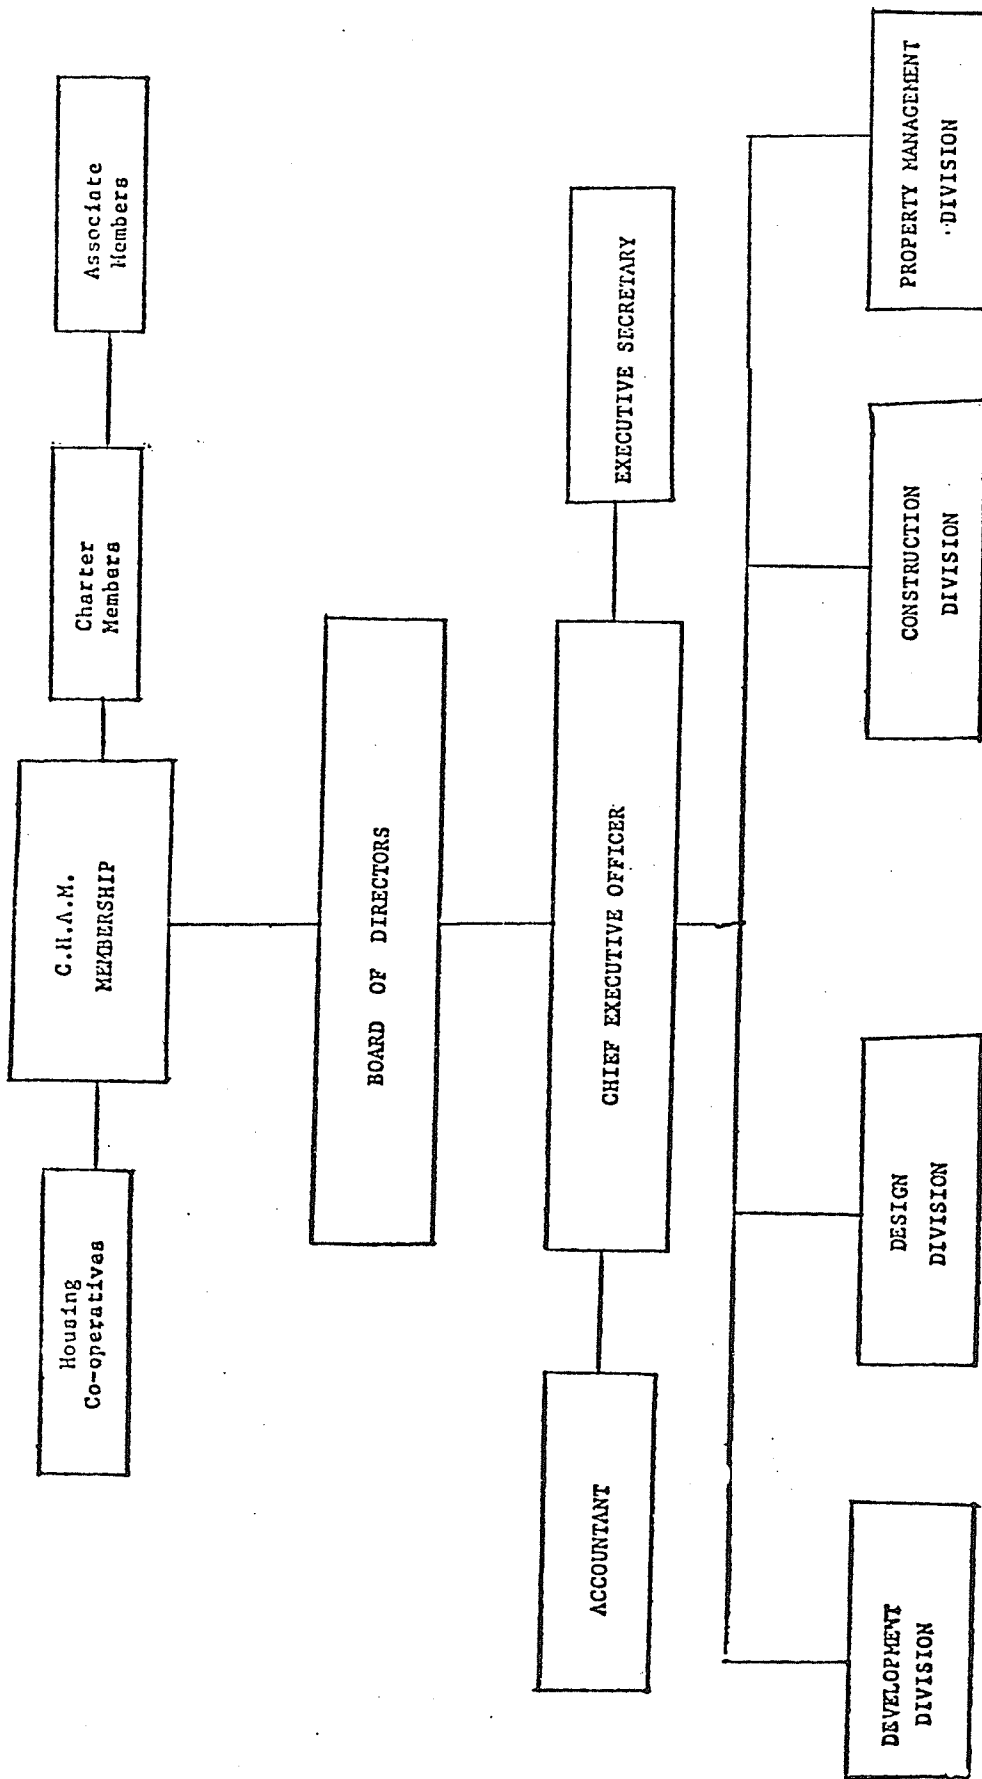 Housing
Co-operatives
C.H.A.M.
MEMBERSHIP
Charter
Members
Associate
Members
BOARD OF DIRECTORS
ACCOUNTANT
CHIEF EXECUTIVE OFFICER
EXECUTIVE SECRETARY
DEVELOPMENT
DIVISION
DESIGN
DIVISION
CONSTRUCTION
DIVISION
PROPERTY MANAGEMENT
DIVISION